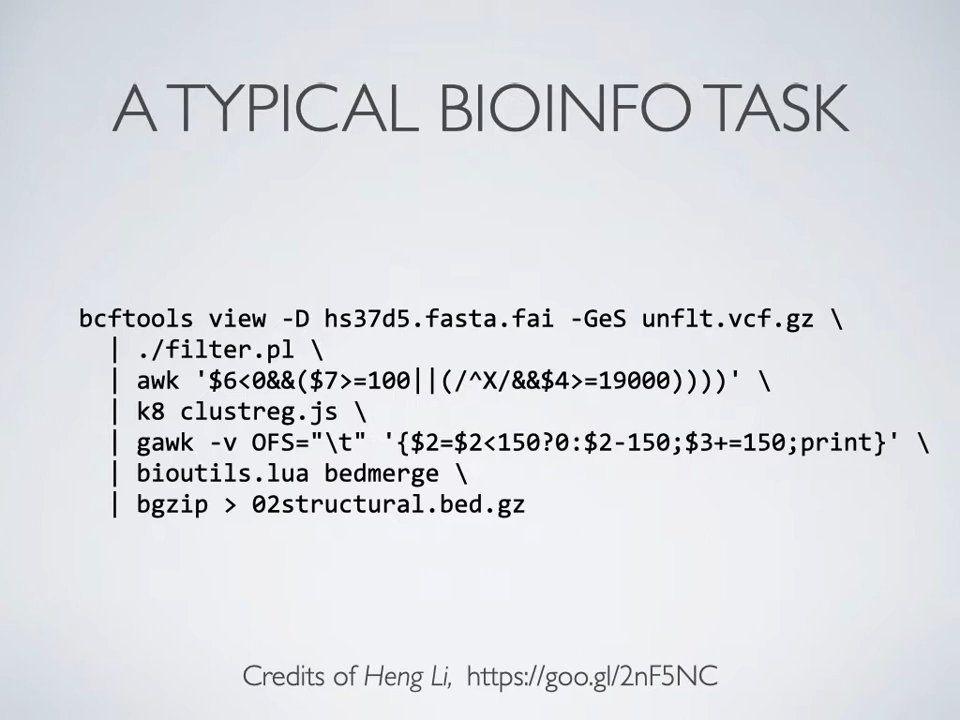 A TYPICAL BIOINFO TASK
bcftools view -D hs37d5.fasta.fai -GeS unflt.vcf.gz \
| ./filter.pl \
| awk '$6<0&&($7>=100||(/^X/&&$4>=19000))))' \
| k8 clustreg.js \
| gawk -v OFS="\t" '{$2=$2<150?0:$2-150;$3+=150;print}' \
| bioutils.lua bedmerge \
| bgzip > 02structural.bed.gz
Credits of Heng Li, https://goo.gl/2nF5NC